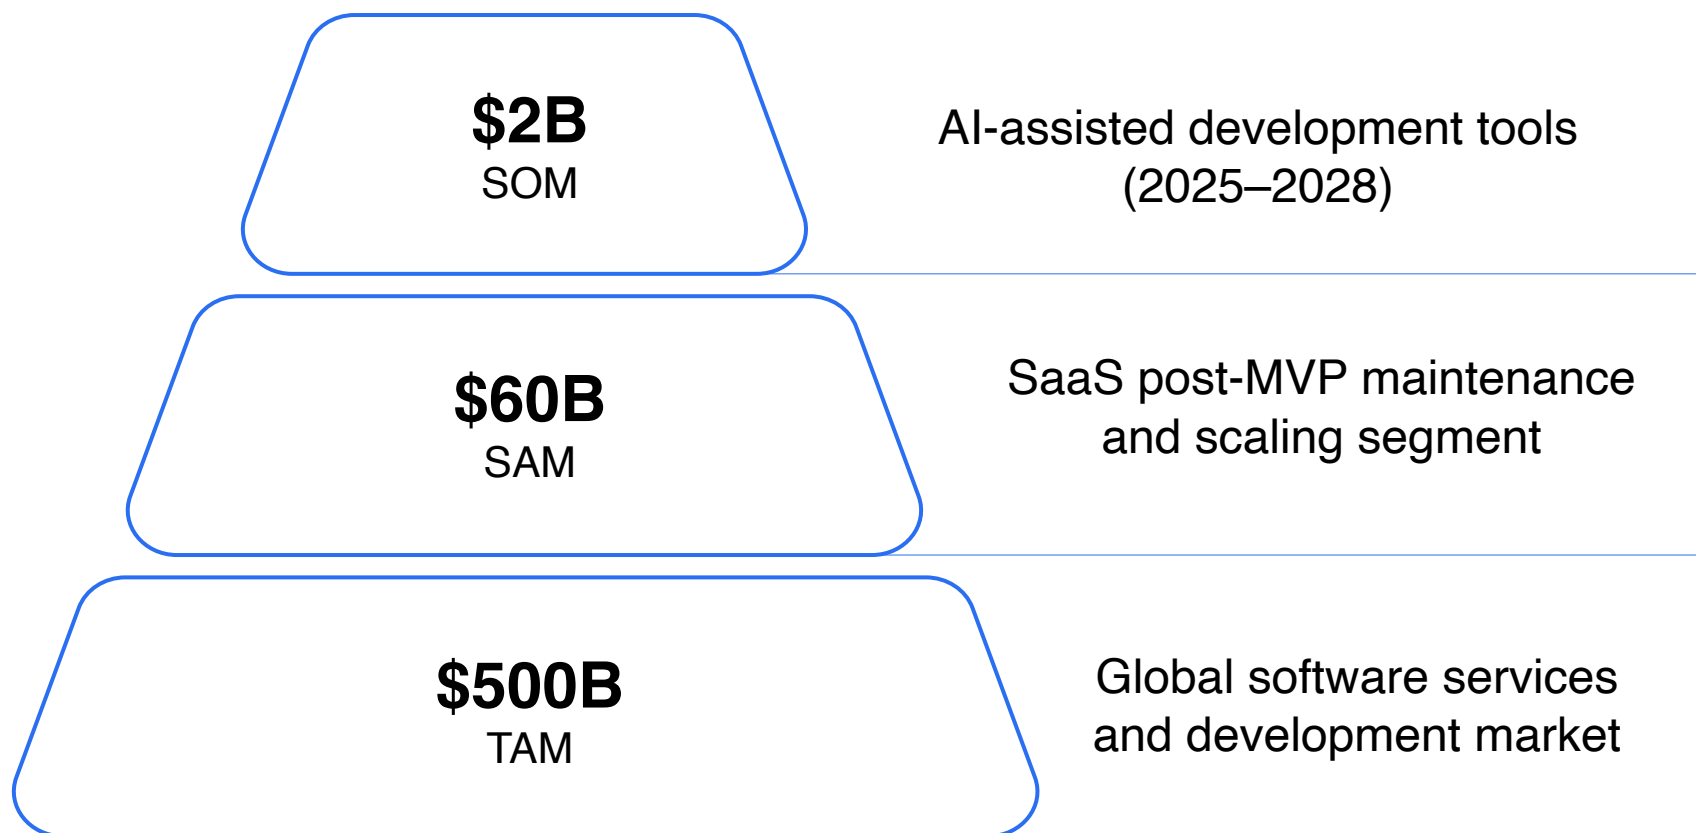 $2B
SOM
AI-assisted development tools
(2025–2028)
$60B
SAM
SaaS post-MVP maintenance
and scaling segment
$500B
TAM
Global software services
and development market